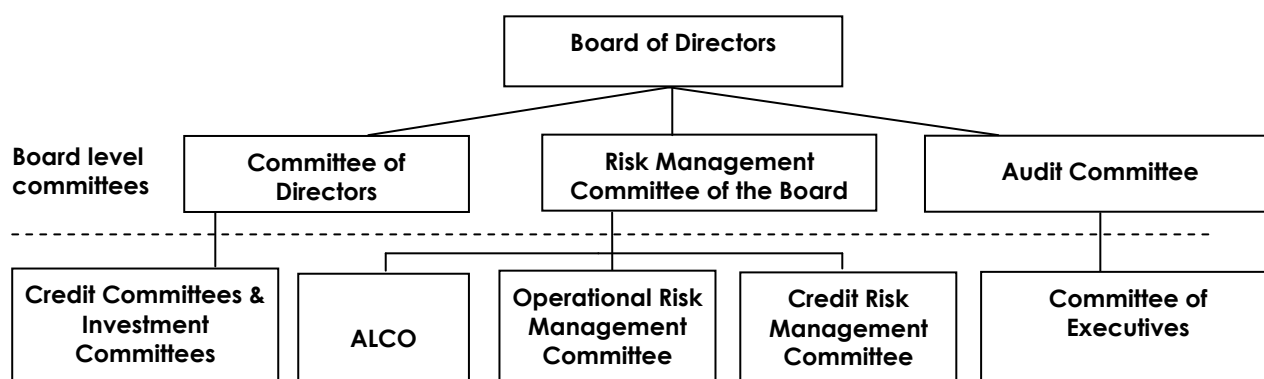 Board of Directors
Board level
committees
Committee of
Directors
Risk Management
Committee of the Board
Audit Committee
Credit Committees &
Investment
Committees
ALCO
Operational Risk
Management
Committee
Credit Risk
Management
Committee
Committee of
Executives